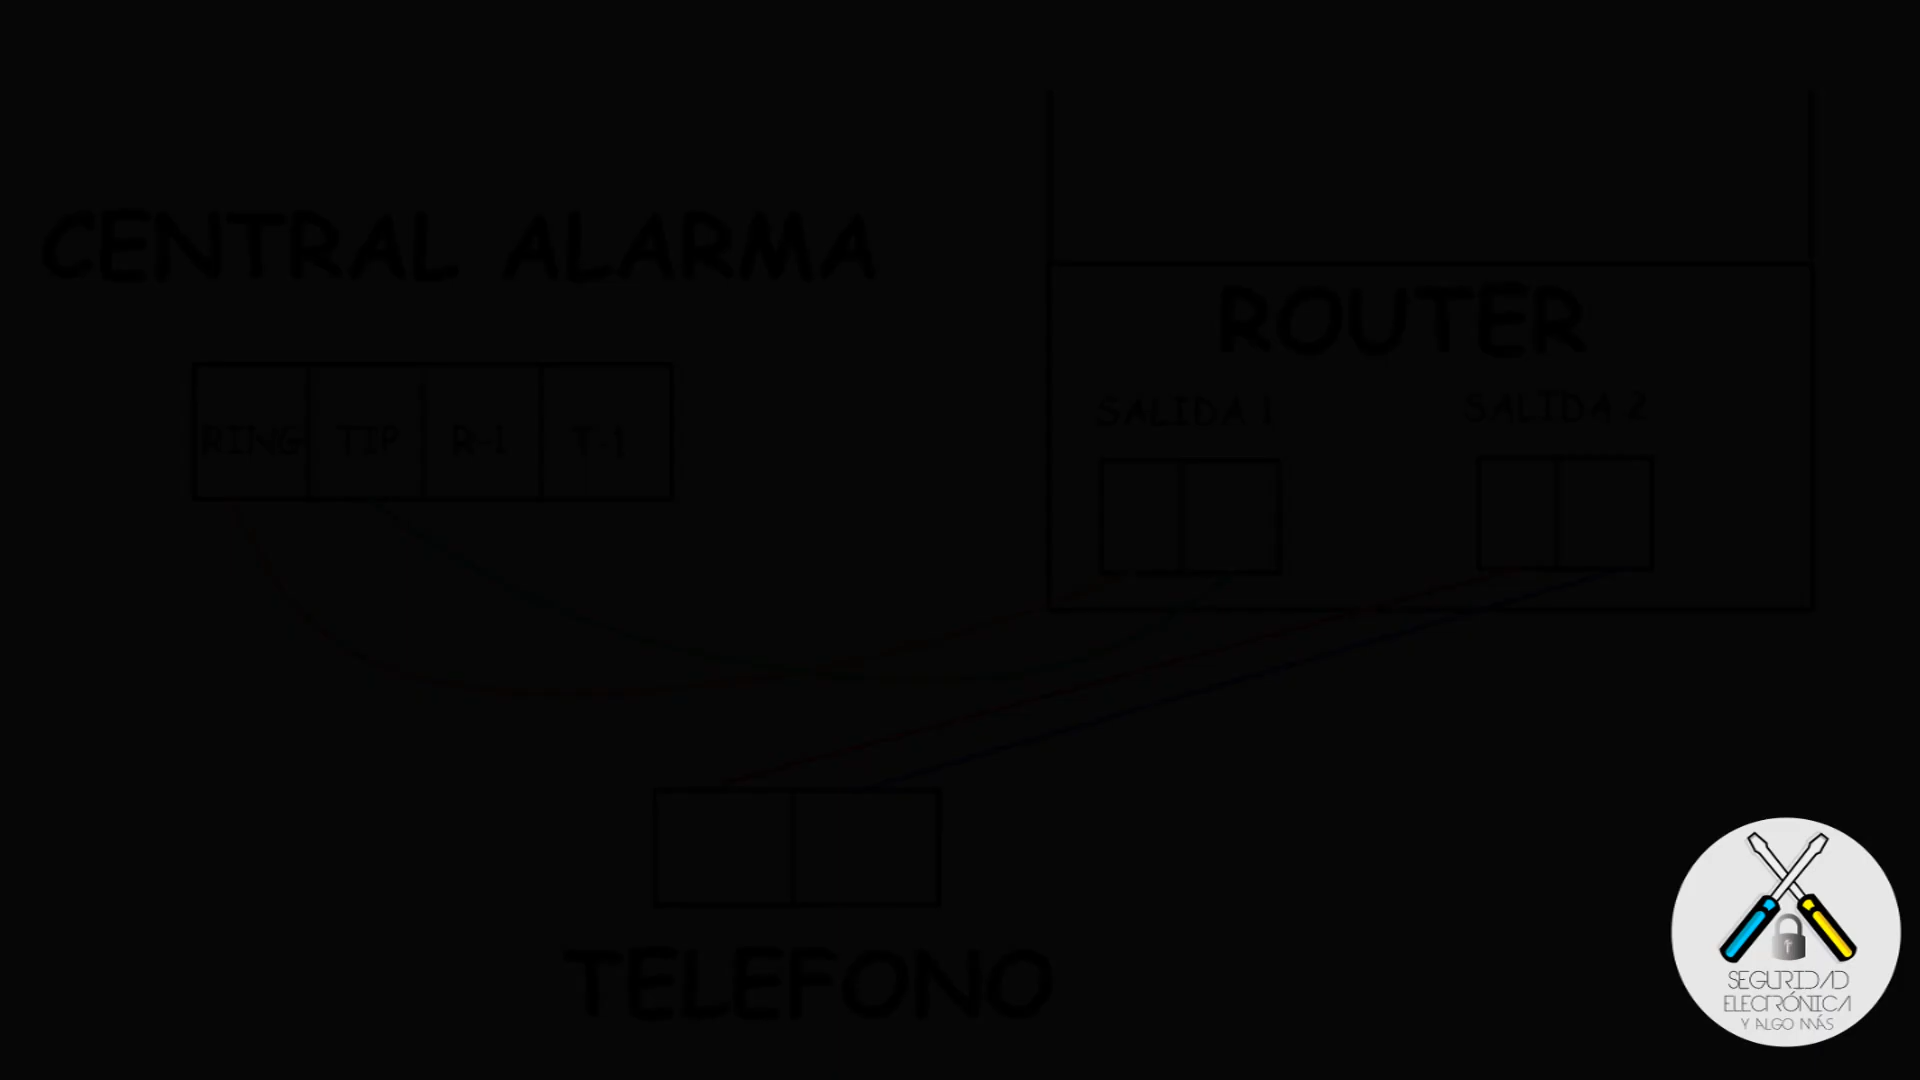 CENTRAL ALARMA
ROUTER
SALIDA 1
SALIDA 2
RING TIP R-1 T-1
TELEFONO
SEGURIDAD
ELECTRÓNICA
Y ALGO MÁS